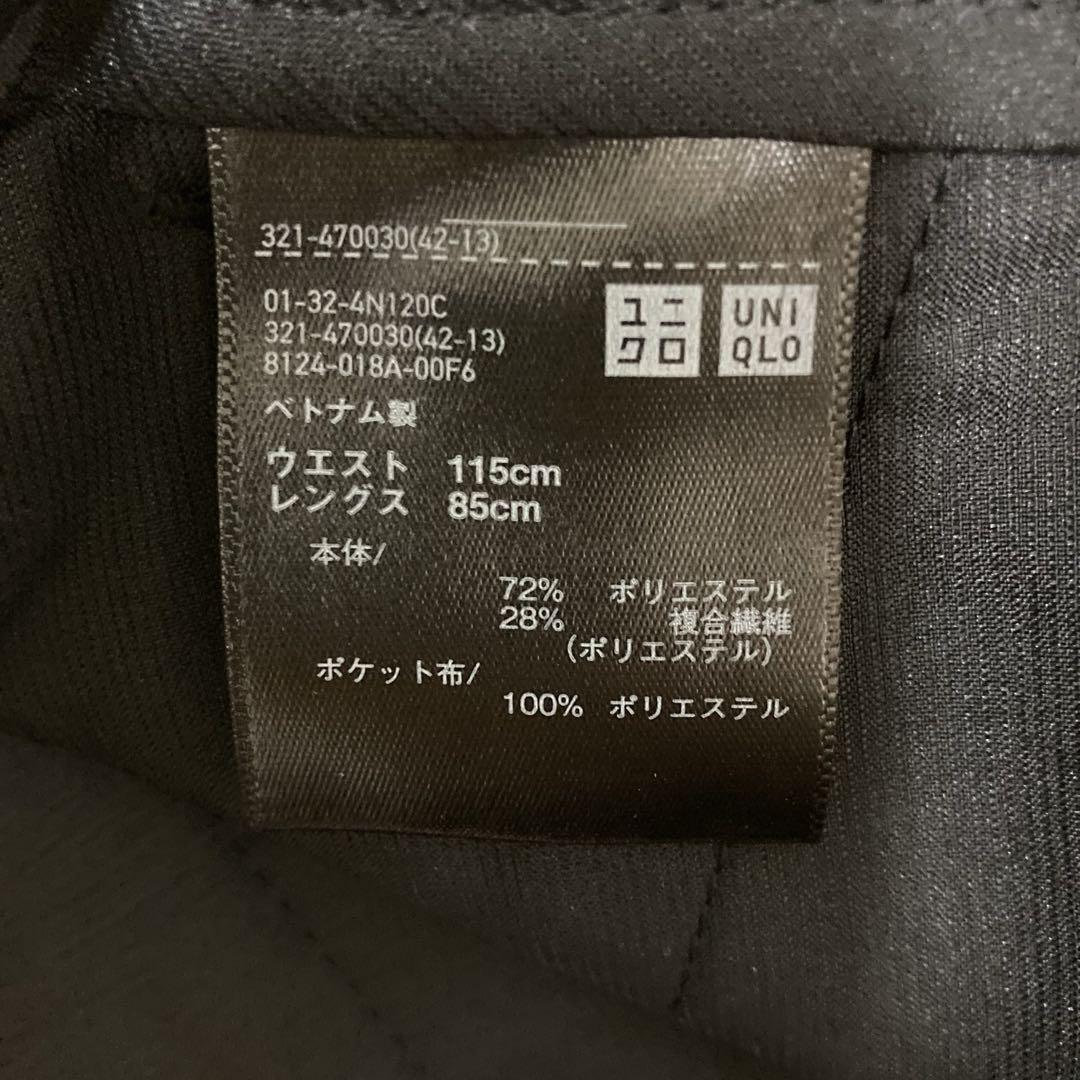 321-470030(42-13)
01-32-4N120C
321-470030(42-13)
8124-018A-00F6
ユニ
クロ
UNI
QLO
ベトナム製
ウエスト 115cm
レングス 85cm
本体/
72% ポリエステル
28% 複合繊維
(ポリエステル)
ポケット布/
100% ポリエステル